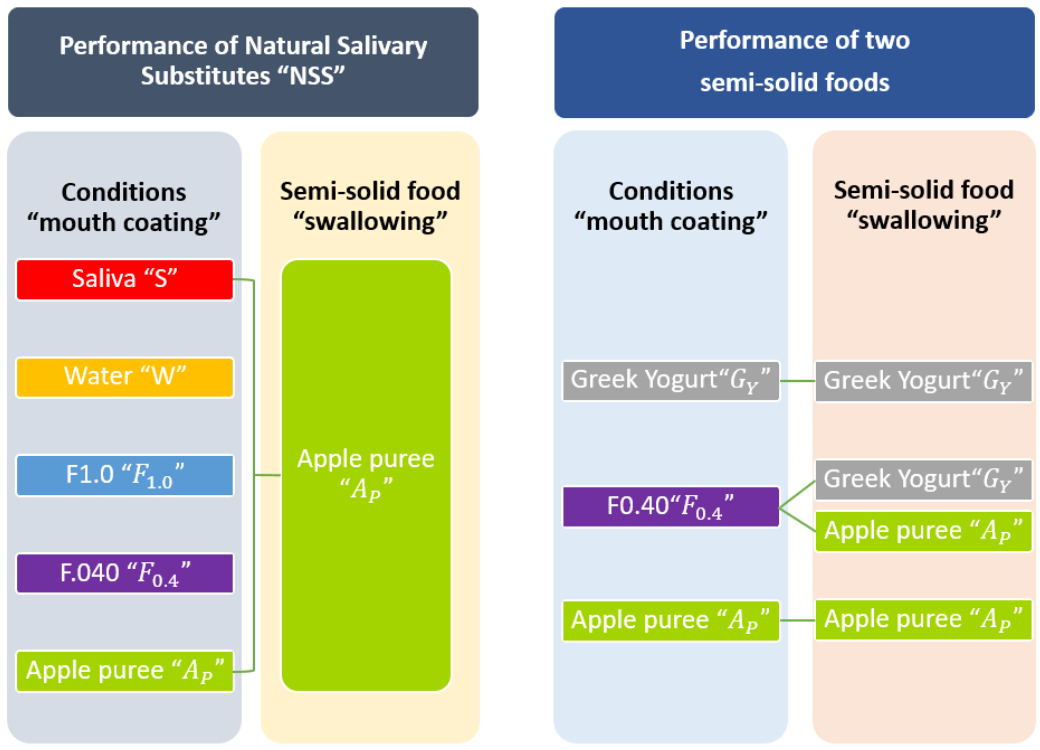 Performance of Natural Salivary
Substitutes “NSS”
Conditions
“mouth coating”
Saliva “S”
Water “W”
F1.0 “F₁.₀”
F.040 “F₀.₄”
Apple puree “Aₚ”
Semi-solid food
“swallowing”
Apple puree
“Aₚ”
Performance of two
semi-solid foods
Conditions
“mouth coating”
Greek Yogurt“G_Y”
F0.40“F₀.₄”
Apple puree “Aₚ”
Semi-solid food
“swallowing”
Greek Yogurt“G_Y”
Greek Yogurt“G_Y”
Apple puree “Aₚ”
Apple puree “Aₚ”